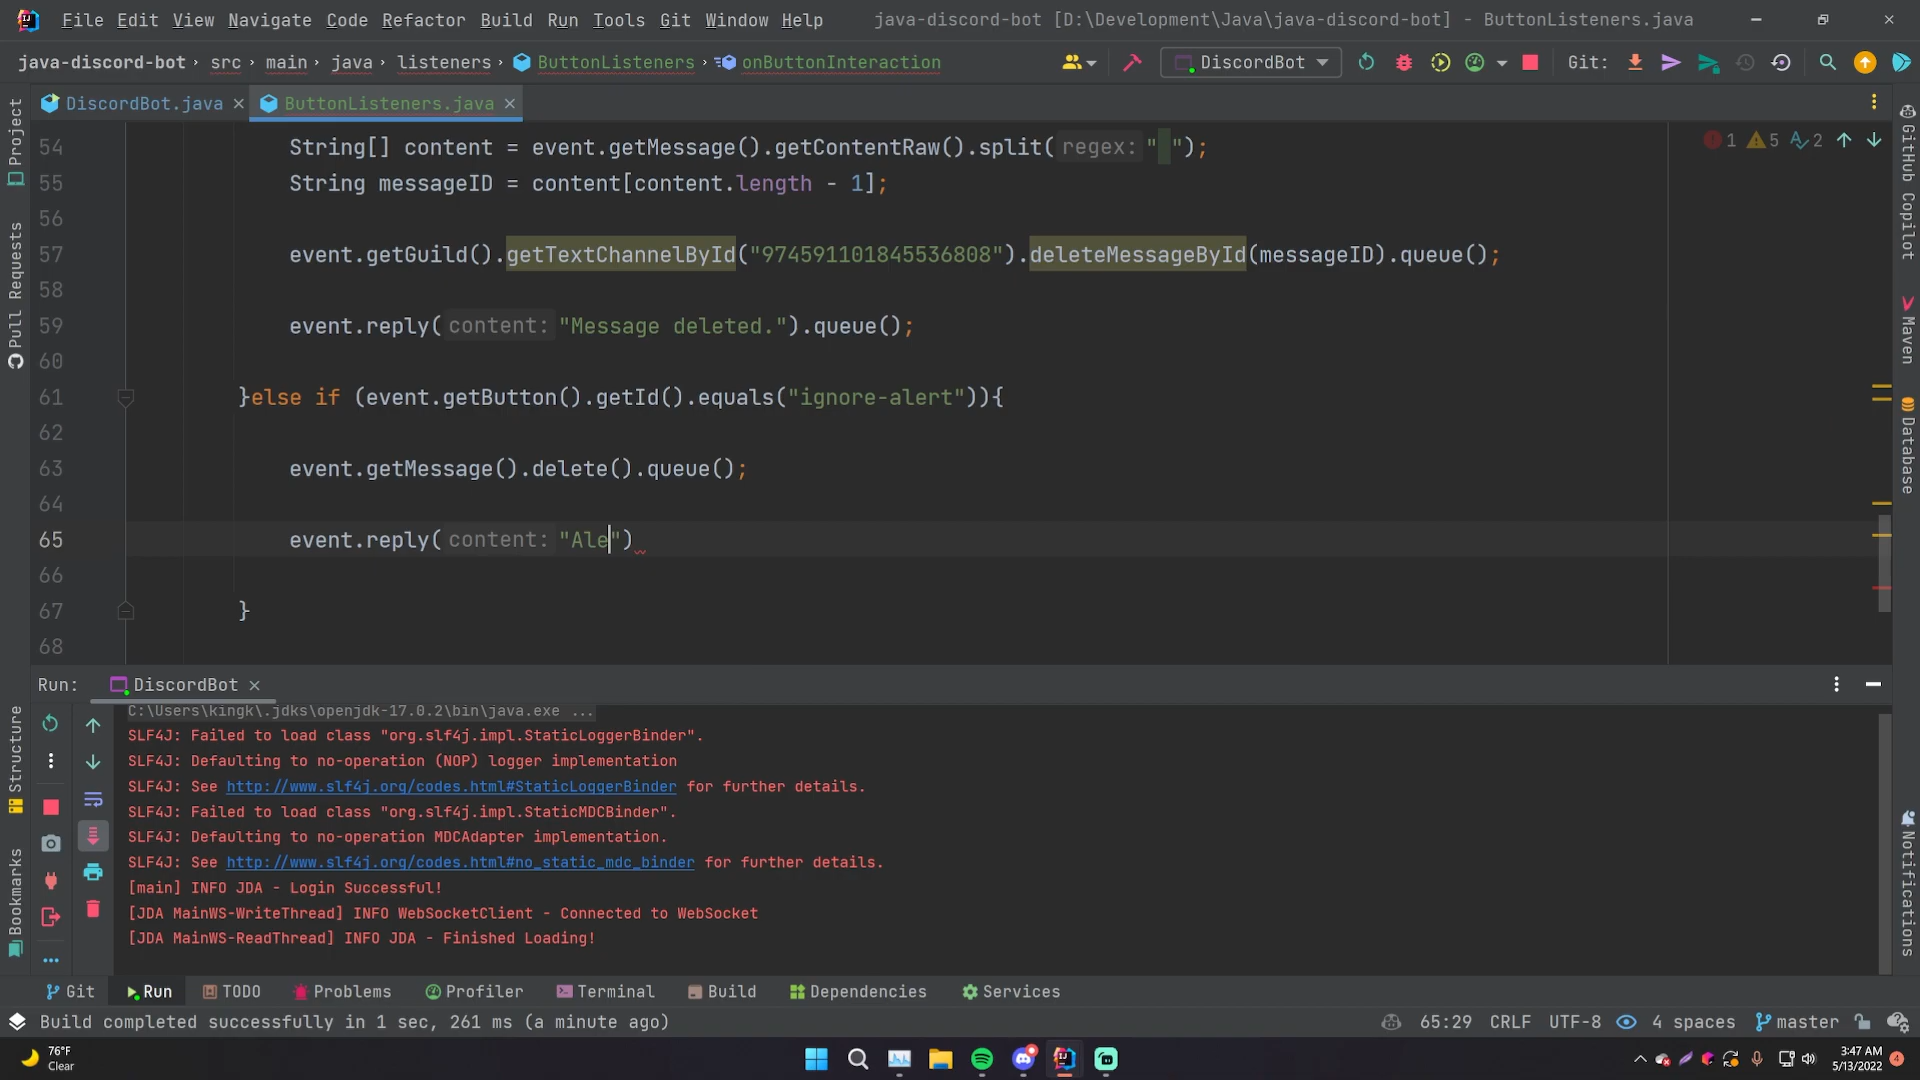 File Edit View Navigate Code Refactor Build Run Tools Git Window Help java-discord-bot [D:\Development\Java\java-discord-bot] - ButtonListeners.java
java-discord-bot › src › main › java › listeners › ButtonListeners › onButtonInteraction DiscordBot Git:
DiscordBot.java ButtonListeners.java
54 String[] content = event.getMessage().getContentRaw().split( regex: " "); 1 5 2
55 String messageID = content[content.length - 1];
56
57 event.getGuild().getTextChannelById("974591101845536808").deleteMessageById(messageID).queue();
58
59 event.reply( content: "Message deleted.").queue();
60
61 }else if (event.getButton().getId().equals("ignore-alert")){
62
63 event.getMessage().delete().queue();
64
65 event.reply( content: "Ale")
66
67 }
68
Project
Pull Requests
Structure
Bookmarks
GitHub Copilot
Maven
Database
Notifications
Run: DiscordBot
C:\Users\kingk\.jdks\openjdk-17.0.2\bin\java.exe ...
SLF4J: Failed to load class "org.slf4j.impl.StaticLoggerBinder".
SLF4J: Defaulting to no-operation (NOP) logger implementation
SLF4J: See http://www.slf4j.org/codes.html#StaticLoggerBinder for further details.
SLF4J: Failed to load class "org.slf4j.impl.StaticMDCBinder".
SLF4J: Defaulting to no-operation MDCAdapter implementation.
SLF4J: See http://www.slf4j.org/codes.html#no_static_mdc_binder for further details.
[main] INFO JDA - Login Successful!
[JDA MainWS-WriteThread] INFO WebSocketClient - Connected to WebSocket
[JDA MainWS-ReadThread] INFO JDA - Finished Loading!
Git Run TODO Problems Profiler Terminal Build Dependencies Services
Build completed successfully in 1 sec, 261 ms (a minute ago) 65:29 CRLF UTF-8 4 spaces master
76°F
Clear
3:47 AM
5/13/2022
4